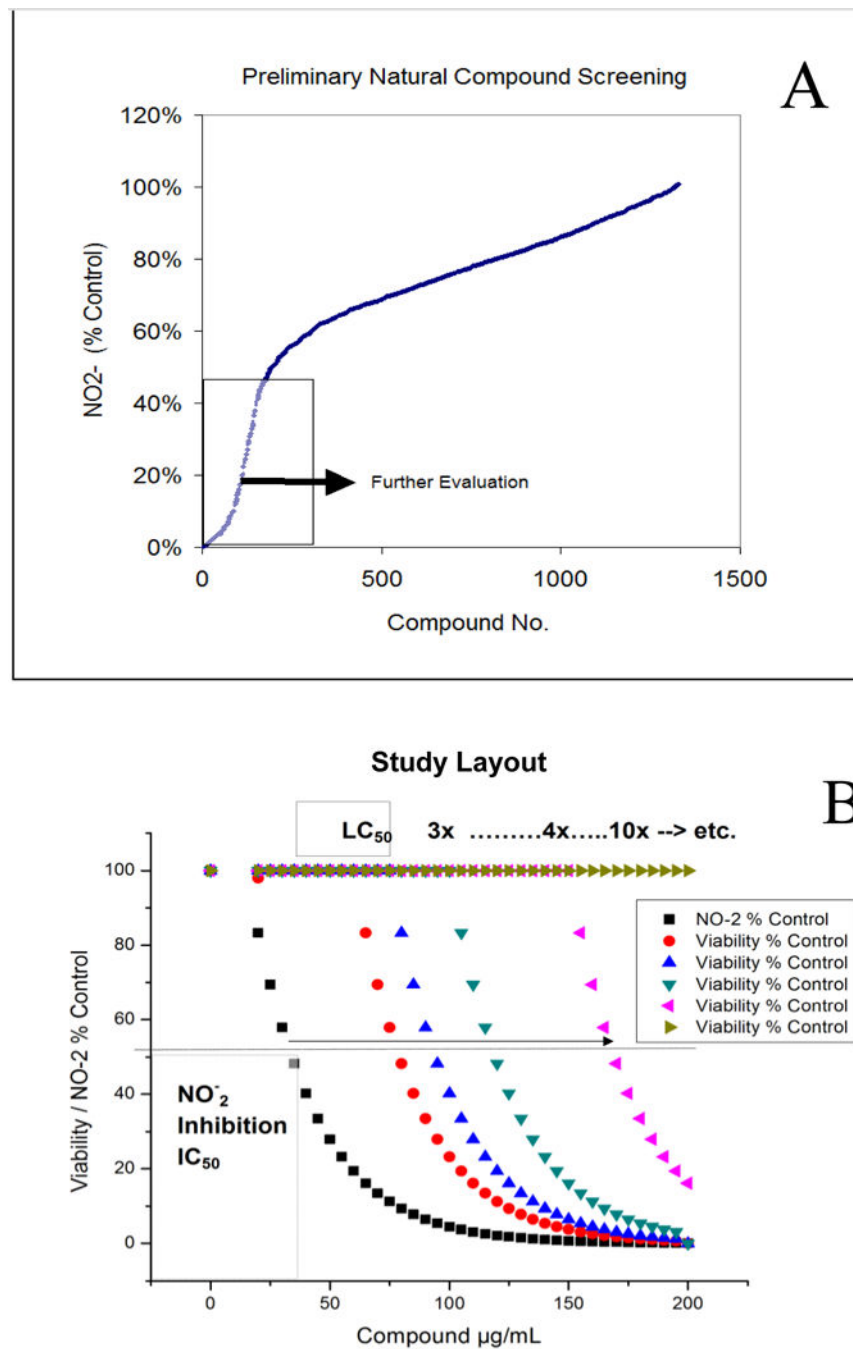 Preliminary Natural Compound Screening
A
120%
100%
80%
60%
40%
20%
0%
NO2- (% Control)
Further Evaluation
0
500
1000
1500
Compound No.
Study Layout
B
LC₅₀ 3x .........4x.....10x --> etc.
100
80
60
40
20
0
Viability / NO-2 % Control
NO-2 % Control
Viability % Control
Viability % Control
Viability % Control
Viability % Control
Viability % Control
NO⁻₂
Inhibition
IC₅₀
0
50
100
150
200
Compound µg/mL